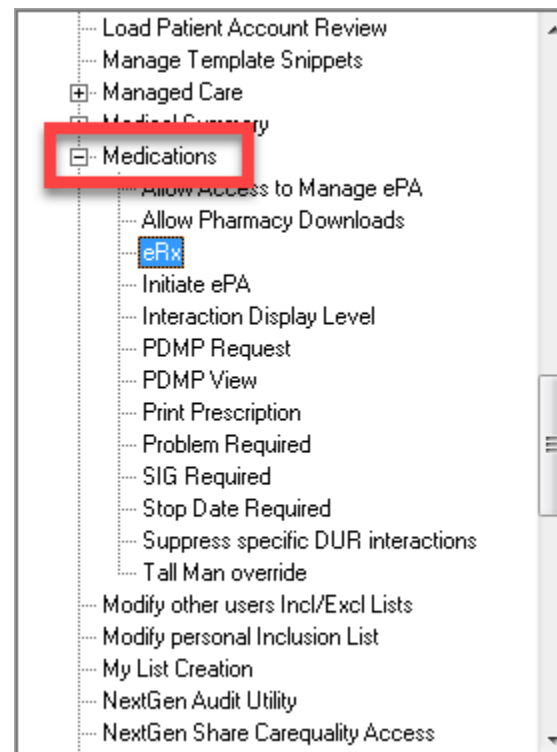 Load Patient Account Review
Manage Template Snippets
Managed Care
Medical Summary
Medications
Allow Access to Manage ePA
Allow Pharmacy Downloads
eRx
Initiate ePA
Interaction Display Level
PDMP Request
PDMP View
Print Prescription
Problem Required
SIG Required
Stop Date Required
Suppress specific DUR interactions
Tall Man override
Modify other users Incl/Excl Lists
Modify personal Inclusion List
My List Creation
NextGen Audit Utility
NextGen Share Carequality Access